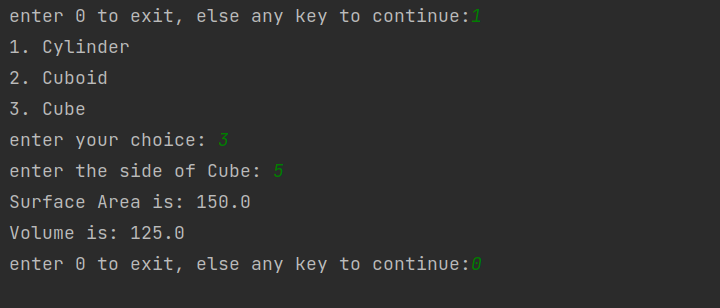 enter 0 to exit, else any key to continue:1
1. Cylinder
2. Cuboid
3. Cube
enter your choice: 3
enter the side of Cube: 5
Surface Area is: 150.0
Volume is: 125.0
enter 0 to exit, else any key to continue:0